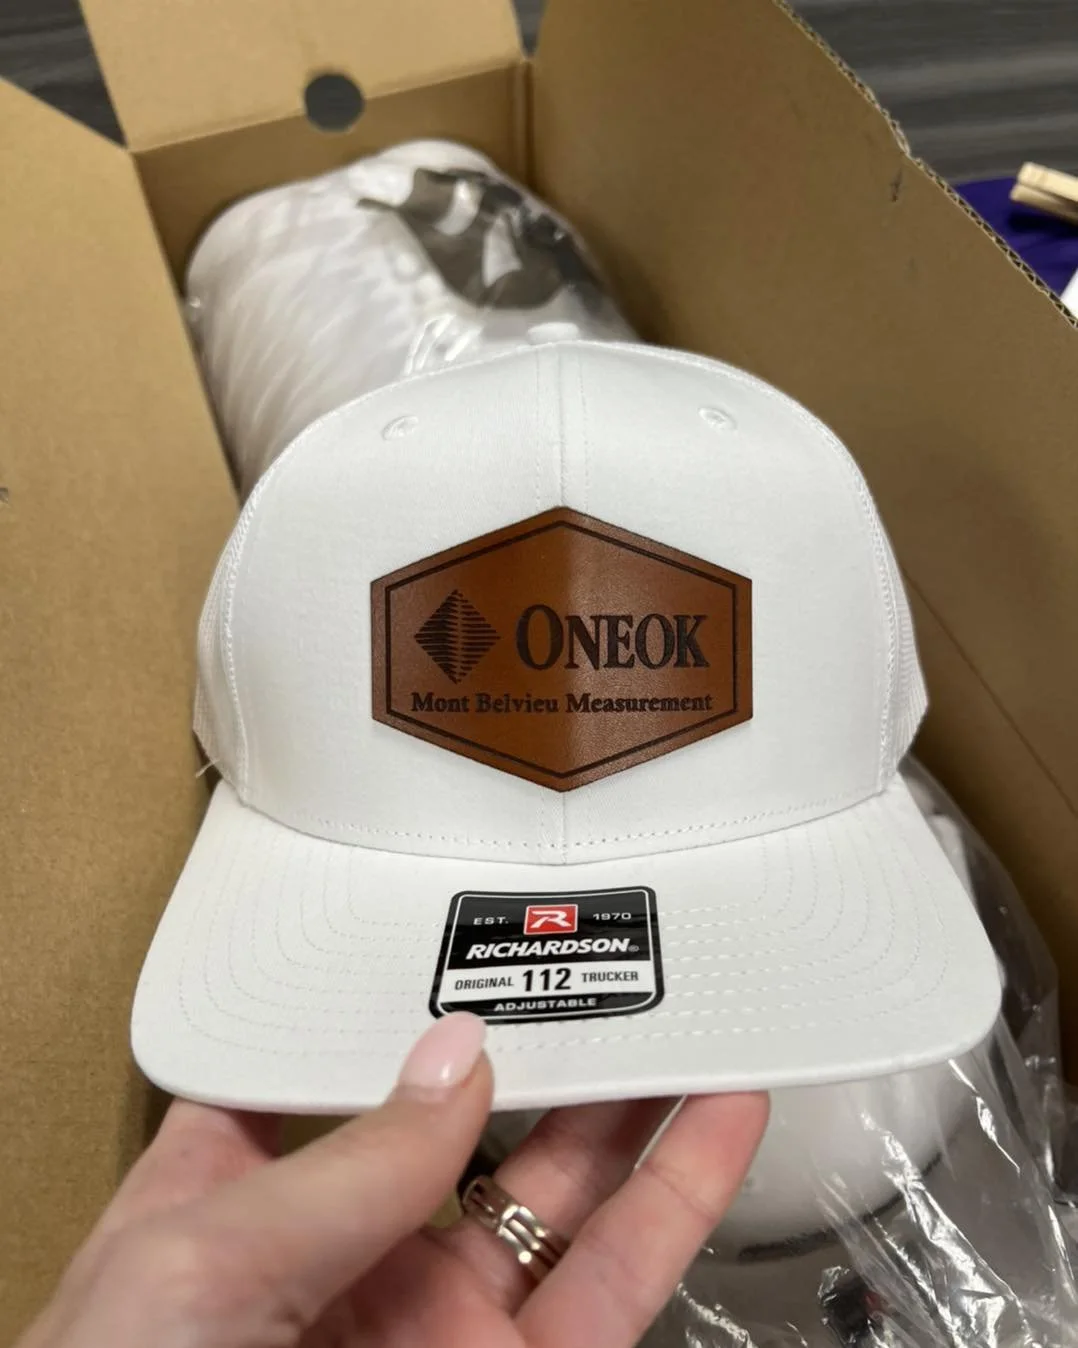 ONEOK
Mont Belvieu Measurement
EST. R 1970
RICHARDSON®
ORIGINAL 112 TRUCKER
ADJUSTABLE